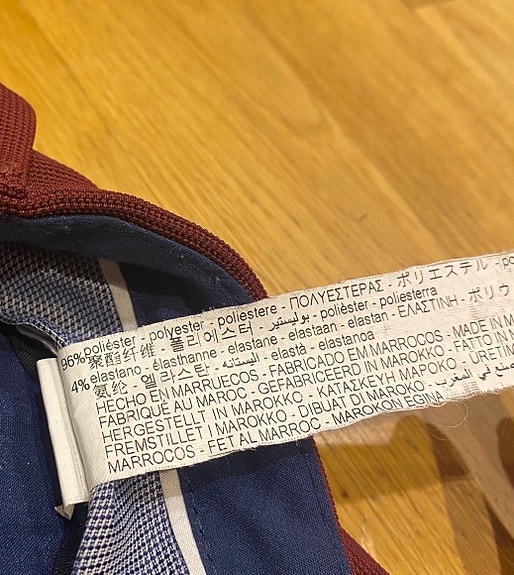 96% poliéster - polyester - polyester - poliestere - ΠΟΛΥΕΣΤΕΡΑΣ - ポリエステル -
聚酯纤维 - 폴리에스터 - بوليستير - polièster - poliesterra
4% elastano - élasthanne - elastane - elastaan - elastan - ΕΛΑΣΤΙΝΗ - ポリウ
氨纶 - 엘라스탄 - الاستانه - elastà - elastanoa
HECHO EN MARRUECOS - FABRICADO EM MARROCOS - MADE IN M
FABRIQUÉ AU MAROC - GEFABRICEERD IN MAROKKO - FATTO IN
HERGESTELLT IN MAROKKO - ΚΑΤΑΣΚΕΥΗ ΜΑΡΟΚΟ - ÜRETİM
FREMSTILLET I MAROKKO - DIBUAT DI MAROKO - صنع في المغرب
MARROCOS - FET AL MARROC - MAROKON EGINA